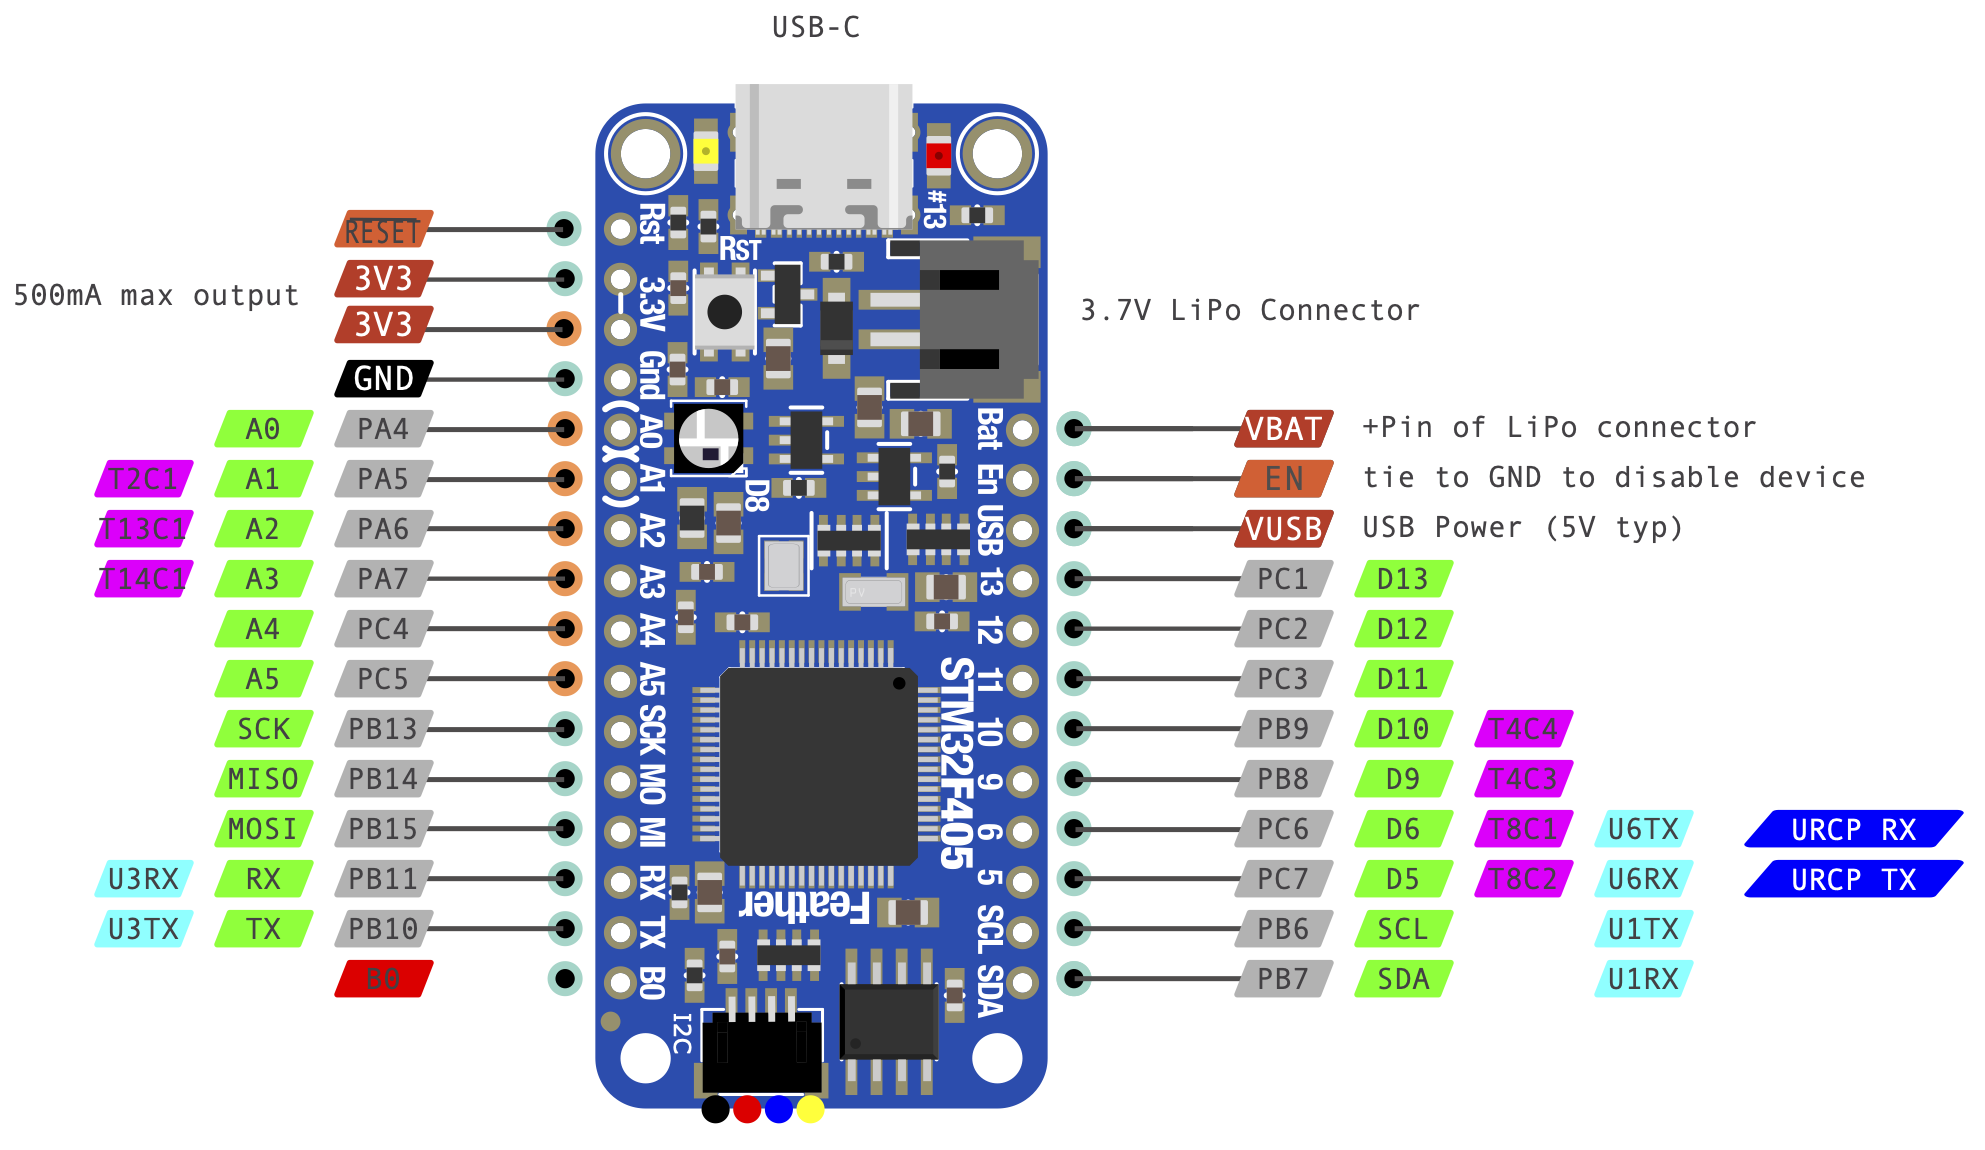 USB-C
RESET
3V3
500mA max output
3V3
GND
A0 PA4
T2C1 A1 PA5
T13C1 A2 PA6
T14C1 A3 PA7
A4 PC4
A5 PC5
SCK PB13
MISO PB14
MOSI PB15
U3RX RX PB11
U3TX TX PB10
B0
Rst
3.3V
Gnd
A0
A1
A2
A3
A4
A5
SCK
MO
MI
RX
TX
B0
RST
#13
D8
PV
STM32F405
Feather
I2C
Bat
En
USB
13
12
11
10
9
6
5
SCL
SDA
3.7V LiPo Connector
VBAT +Pin of LiPo connector
EN tie to GND to disable device
VUSB USB Power (5V typ)
PC1 D13
PC2 D12
PC3 D11
PB9 D10 T4C4
PB8 D9 T4C3
PC6 D6 T8C1 U6TX URCP RX
PC7 D5 T8C2 U6RX URCP TX
PB6 SCL U1TX
PB7 SDA U1RX